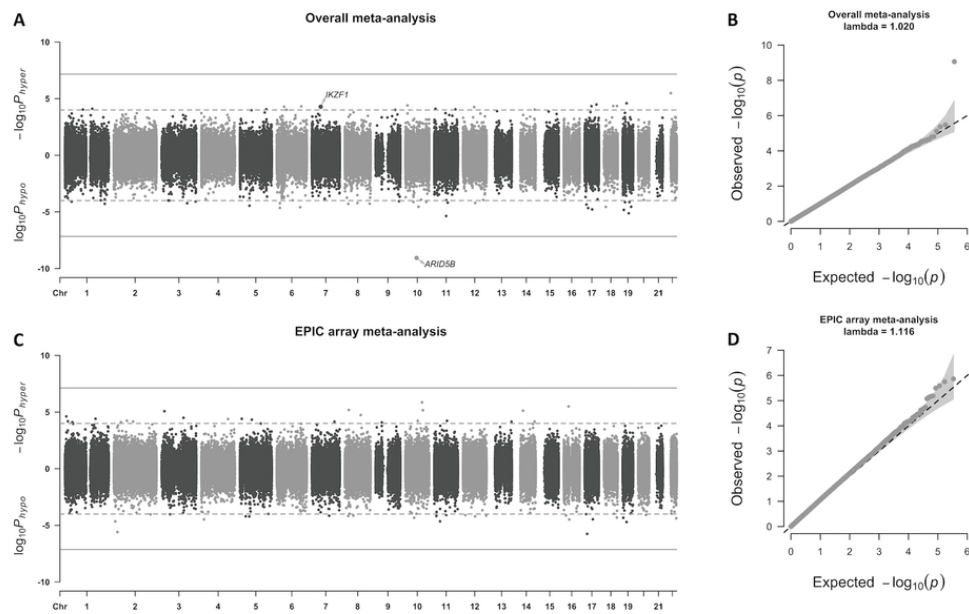 A
Overall meta-analysis
10
5
0
-5
-10
−log10Phyper
log10Phypo
IKZF1
ARID5B
Chr 1 2 3 4 5 6 7 8 9 10 11 12 13 14 15 16 17 18 19 20 21
B
Overall meta-analysis
lambda = 1.020
10
8
6
4
2
0
Observed −log10(p)
0 1 2 3 4 5 6
Expected −log10(p)
C
EPIC array meta-analysis
10
5
0
-5
-10
−log10Phyper
log10Phypo
Chr 1 2 3 4 5 6 7 8 9 10 11 12 13 14 15 16 17 18 19 20 21
D
EPIC array meta-analysis
lambda = 1.116
7
6
5
4
3
2
1
0
Observed −log10(p)
0 1 2 3 4 5 6
Expected −log10(p)